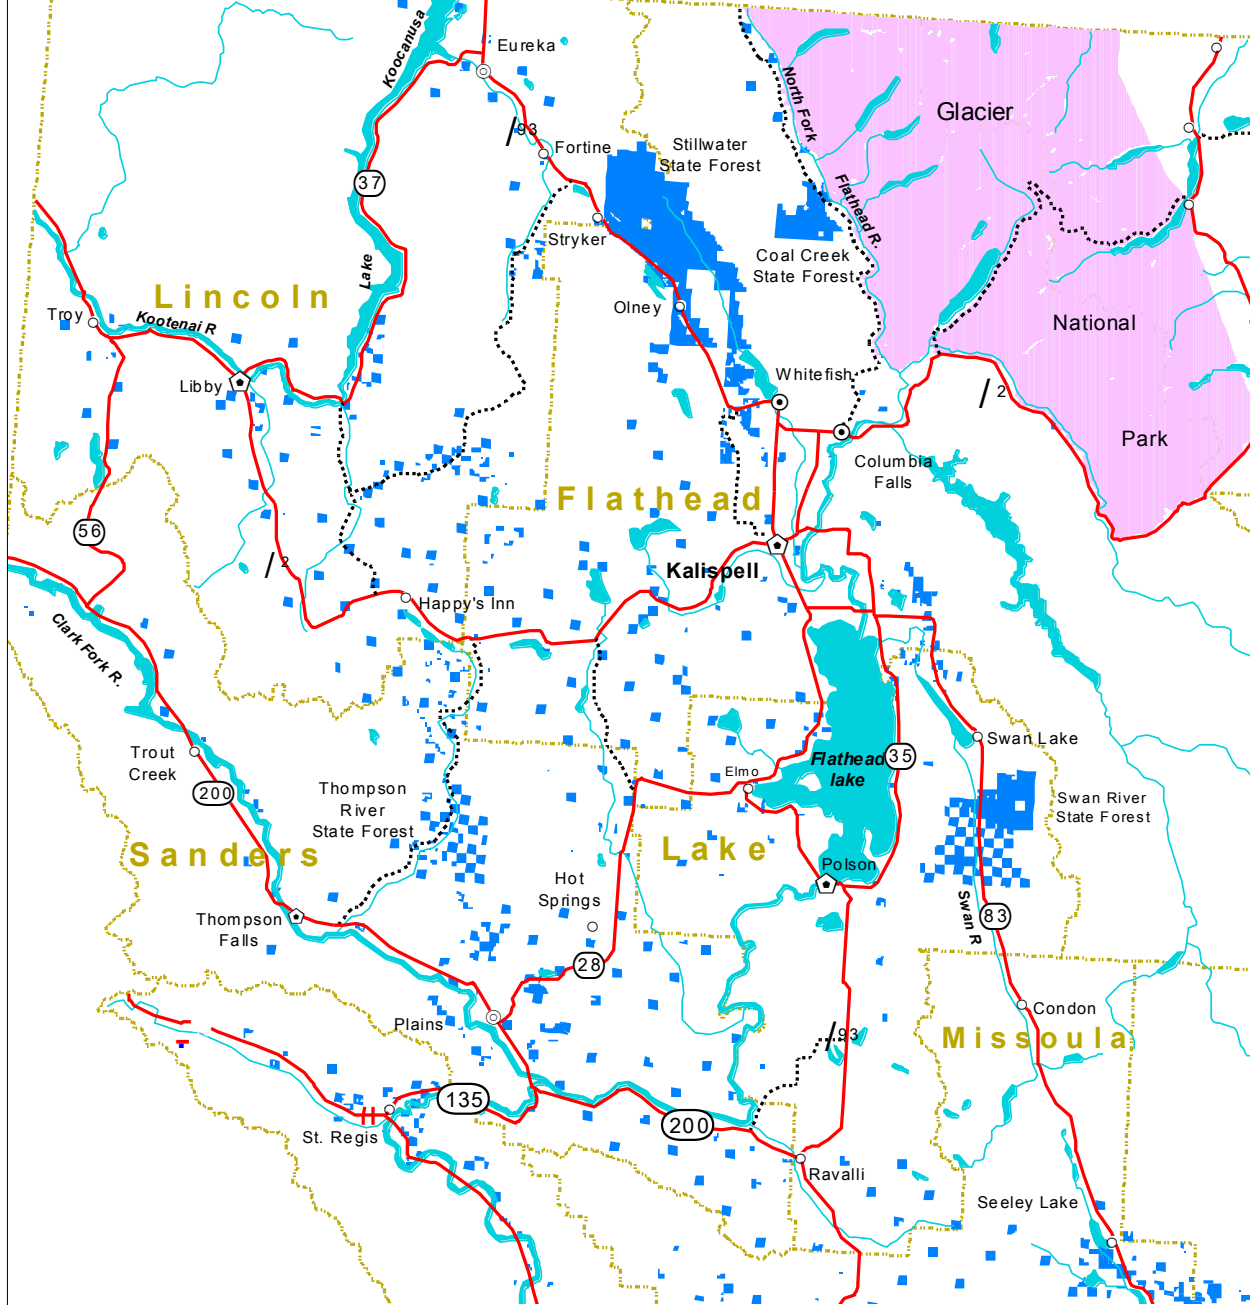 Koocanusa
Eureka
North Fork
Glacier
93
Fortine
Stillwater
State Forest
37
Flathead R.
Stryker
Coal Creek
State Forest
Lake
Lincoln
Troy
Kootenai R
Olney
National
Libby
Whitefish
2
Park
Columbia
Falls
Flathead
56
2
Kalispell
Happy's Inn
Clark Fork R.
Trout
Creek
Swan Lake
Elmo
Flathead
lake
35
200
Thompson
River
State Forest
Swan River
State Forest
Sanders
Lake
Polson
Hot
Springs
Thompson
Falls
Swan R
83
28
Plains
Condon
93
Missoula
135
200
St. Regis
Ravalli
Seeley Lake